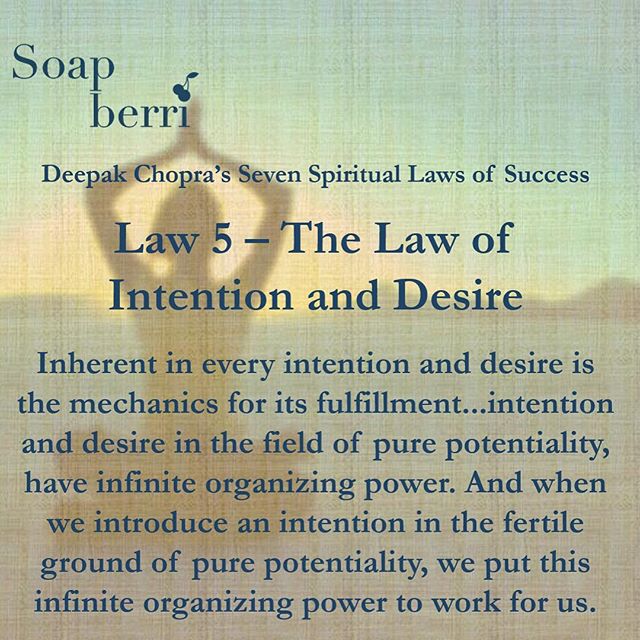 Soap
berri
Deepak Chopra's Seven Spiritual Laws of Success
Law 5 – The Law of
Intention and Desire
Inherent in every intention and desire is
the mechanics for its fulfillment...intention
and desire in the field of pure potentiality,
have infinite organizing power. And when
we introduce an intention in the fertile
ground of pure potentiality, we put this
infinite organizing power to work for us.